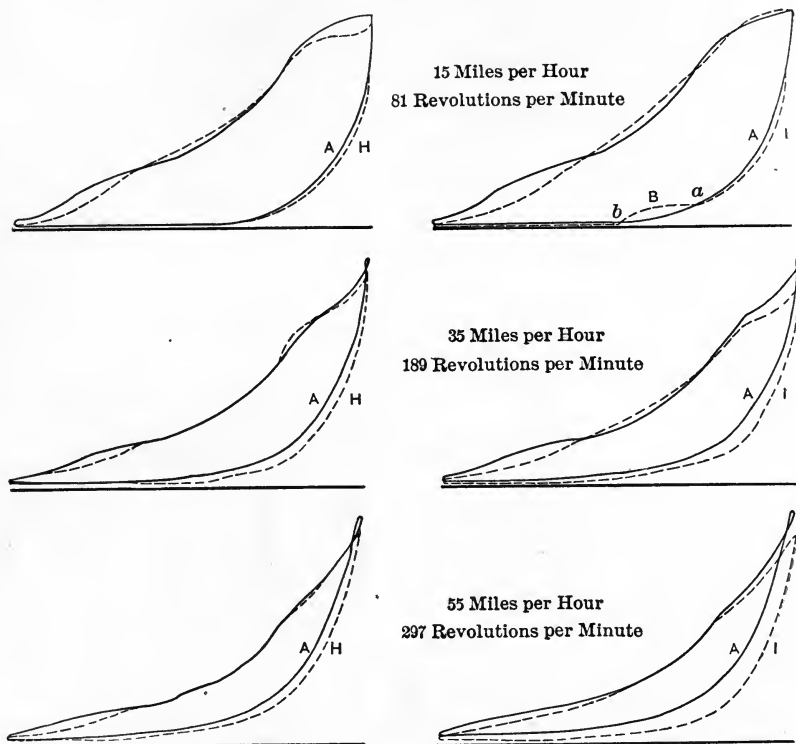 15 Miles per Hour
81 Revolutions per Minute
A H
A I
B a
b
35 Miles per Hour
189 Revolutions per Minute
A H
A I
55 Miles per Hour
297 Revolutions per Minute
A H
A I